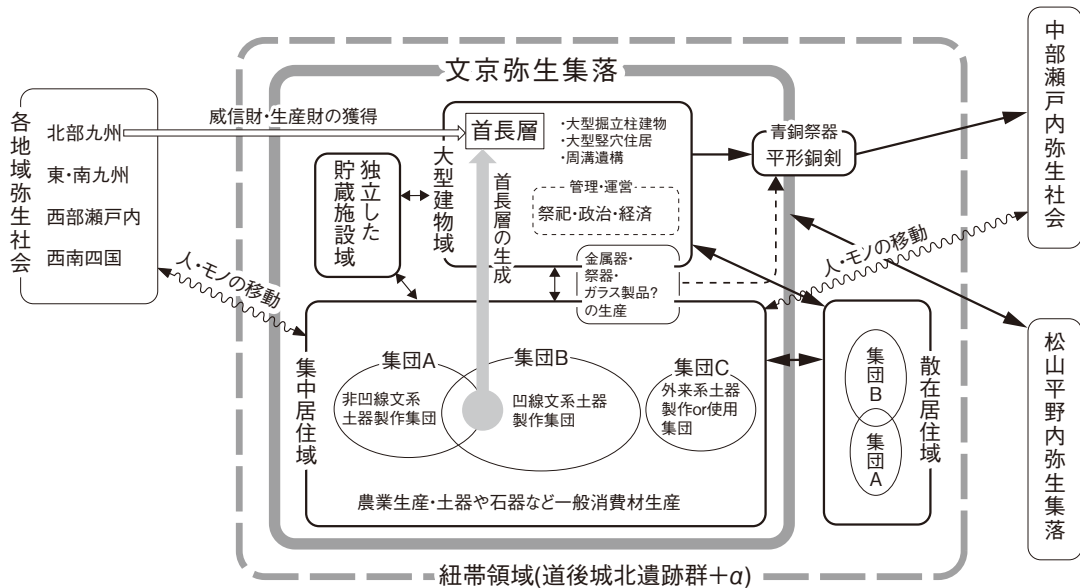 文京弥生集落
各地域弥生社会
北部九州
東・南九州
西部瀬戸内
西南四国
威信財・生産財の獲得
人・モノの移動
独立した
貯蔵施設域
大型建物域
首長層
・大型掘立柱建物
・大型竪穴住居
・周溝遺構
管理・運営
祭祀・政治・経済
首長層の生成
金属器・
祭器・
ガラス製品?
の生産
青銅祭器
平形銅剣
中部瀬戸内弥生社会
人・モノの移動
松山平野内弥生集落
集中居住域
集団A
非凹線文系
土器製作集団
集団B
凹線文系土器
製作集団
集団C
外来系土器
製作or使用
集団
農業生産・土器や石器など一般消費材生産
散在居住域
集団B
集団A
紐帯領域(道後城北遺跡群+α)